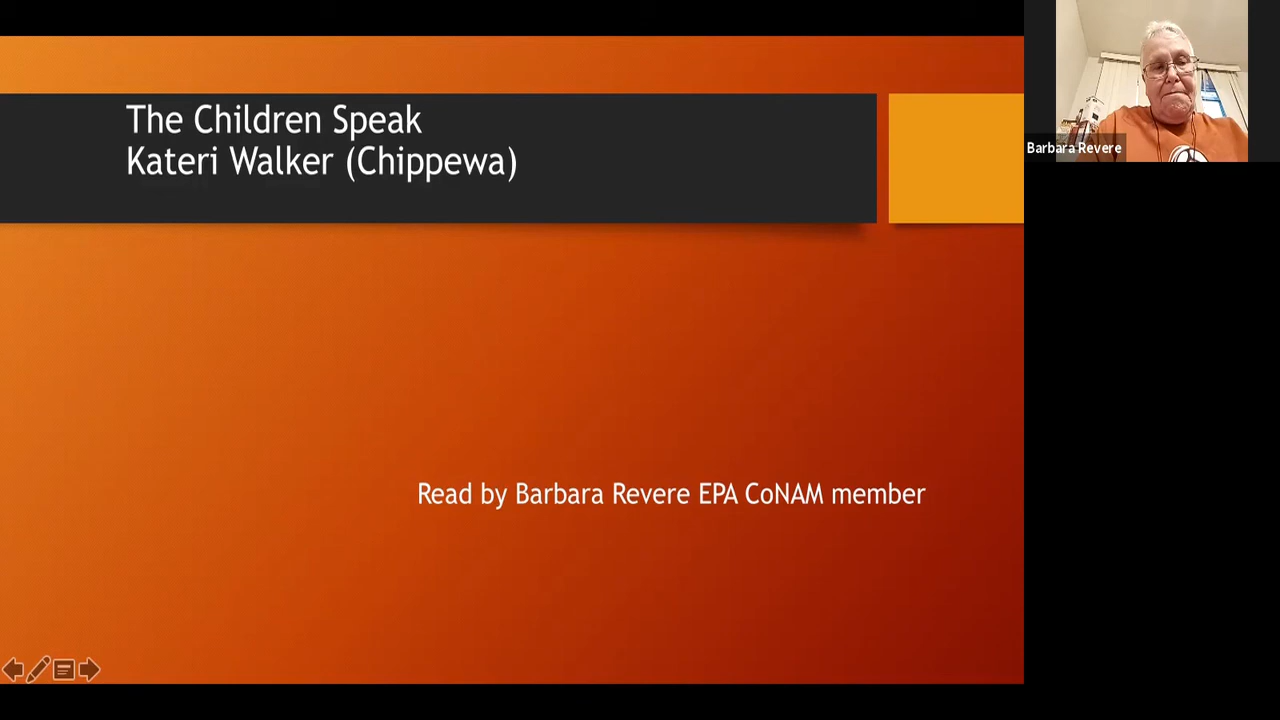 The Children Speak
Kateri Walker (Chippewa)
Barbara Revere
Read by Barbara Revere EPA CoNAM member